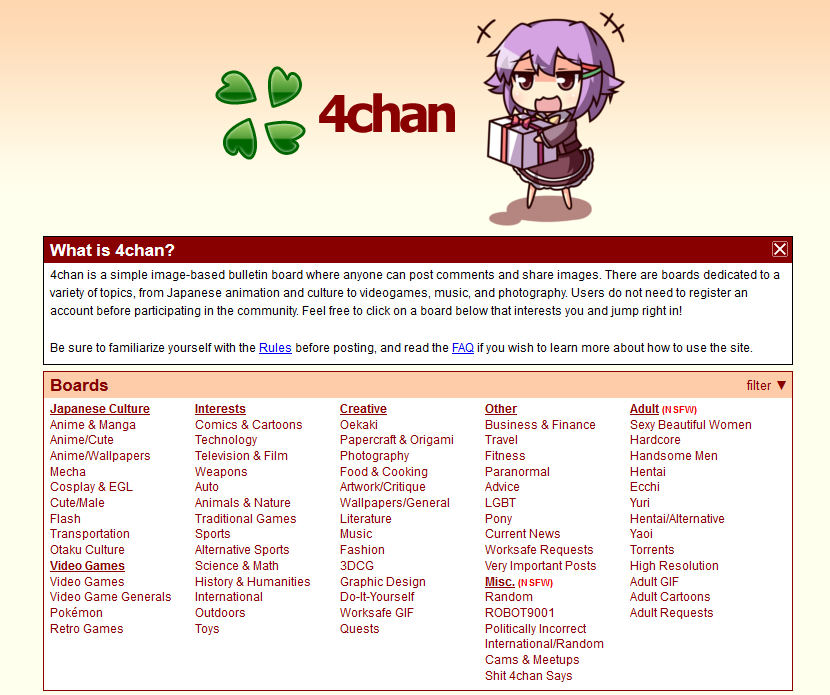 4chan
What is 4chan?
4chan is a simple image-based bulletin board where anyone can post comments and share images. There are boards dedicated to a
variety of topics, from Japanese animation and culture to videogames, music, and photography. Users do not need to register an
account before participating in the community. Feel free to click on a board below that interests you and jump right in!
Be sure to familiarize yourself with the Rules before posting, and read the FAQ if you wish to learn more about how to use the site.
Boards
filter ▼
Japanese Culture
Anime & Manga
Anime/Cute
Anime/Wallpapers
Mecha
Cosplay & EGL
Cute/Male
Flash
Transportation
Otaku Culture
Video Games
Video Games
Video Game Generals
Pokémon
Retro Games
Interests
Comics & Cartoons
Technology
Television & Film
Weapons
Auto
Animals & Nature
Traditional Games
Sports
Alternative Sports
Science & Math
History & Humanities
International
Outdoors
Toys
Creative
Oekaki
Papercraft & Origami
Photography
Food & Cooking
Artwork/Critique
Wallpapers/General
Literature
Music
Fashion
3DCG
Graphic Design
Do-It-Yourself
Worksafe GIF
Quests
Other
Business & Finance
Travel
Fitness
Paranormal
Advice
LGBT
Pony
Current News
Worksafe Requests
Very Important Posts
Misc. (NSFW)
Random
ROBOT9001
Politically Incorrect
International/Random
Cams & Meetups
Shit 4chan Says
Adult (NSFW)
Sexy Beautiful Women
Hardcore
Handsome Men
Hentai
Ecchi
Yuri
Hentai/Alternative
Yaoi
Torrents
High Resolution
Adult GIF
Adult Cartoons
Adult Requests